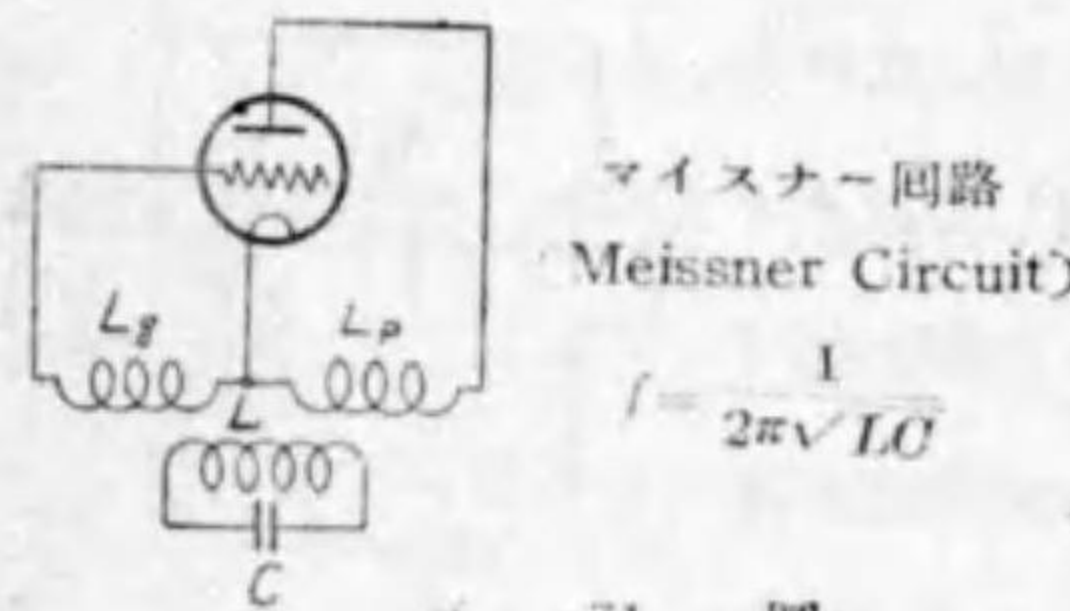 マイスナー回路
(Meissner Circuit)
Lg
Lp
f = 1 / 2π√LC
L
C